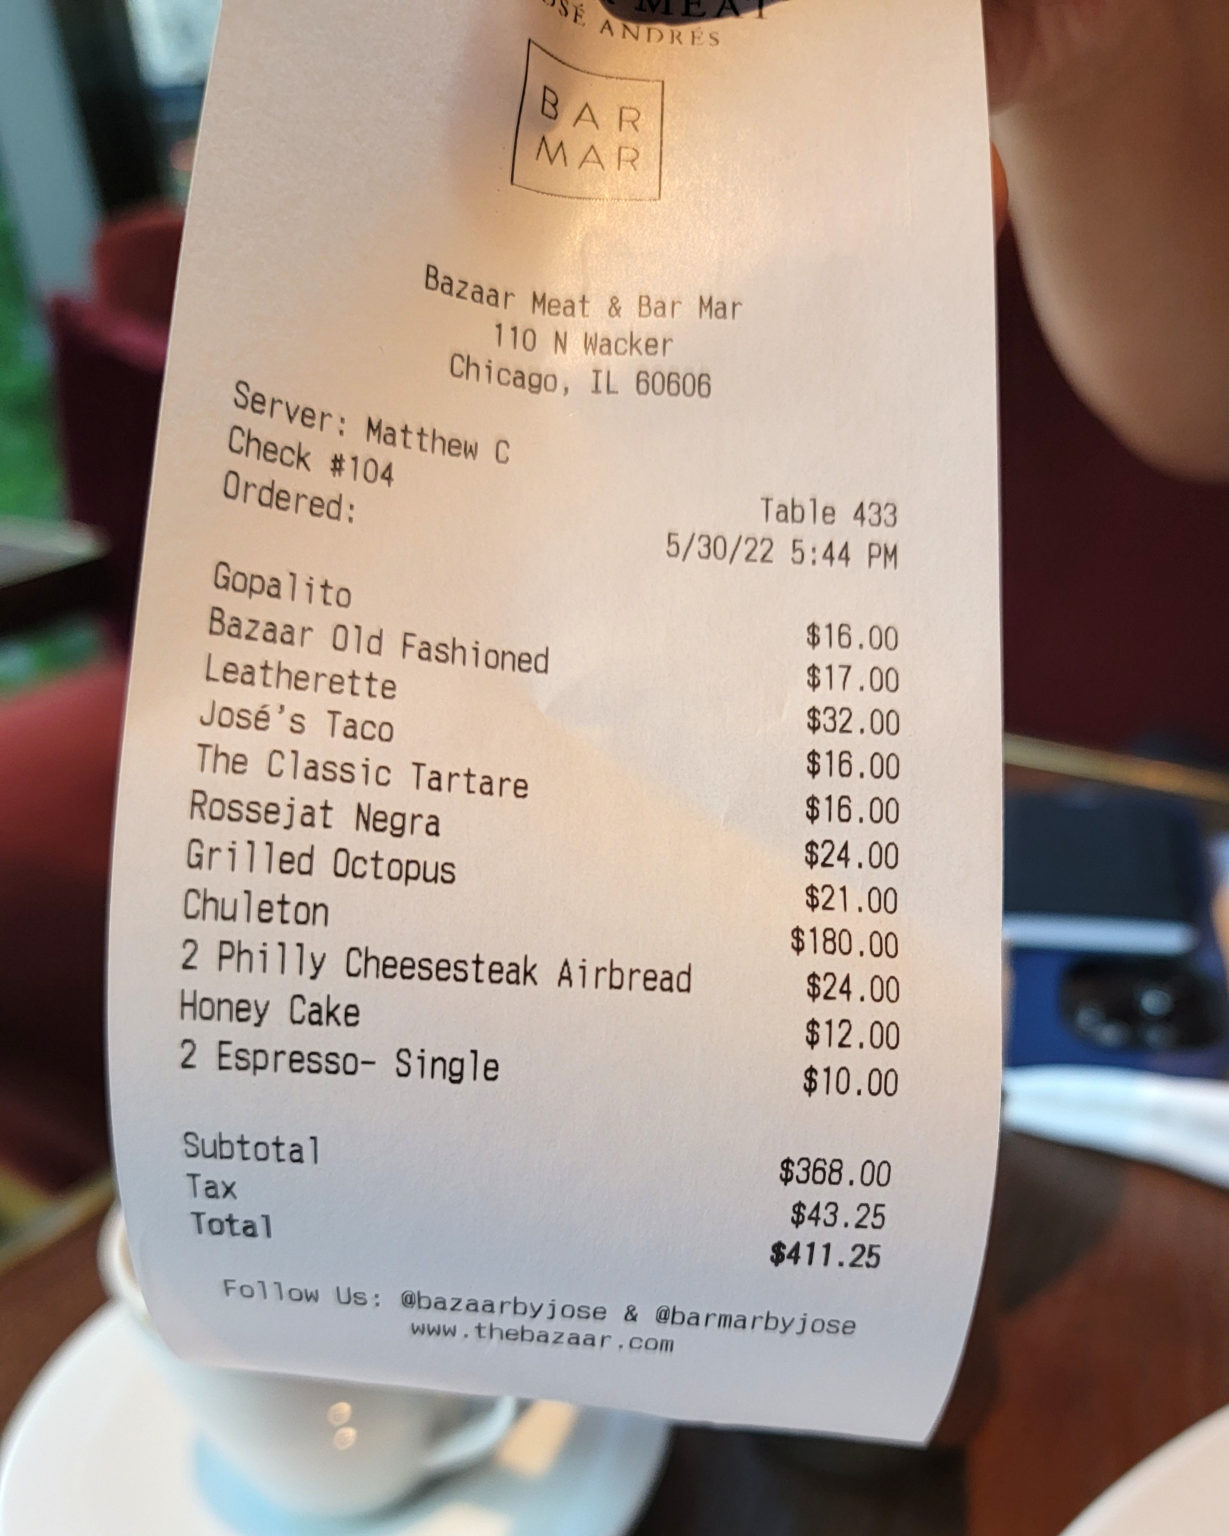 MEAT
JOSÉ ANDRÉS
BAR
MAR
Bazaar Meat & Bar Mar
110 N Wacker
Chicago, IL 60606
Server: Matthew C
Check #104 Table 433
Ordered: 5/30/22 5:44 PM
Gopalito $16.00
Bazaar Old Fashioned $17.00
Leatherette $32.00
José's Taco $16.00
The Classic Tartare $16.00
Rossejat Negra $24.00
Grilled Octopus $21.00
Chuleton $180.00
2 Philly Cheesesteak Airbread $24.00
Honey Cake $12.00
2 Espresso- Single $10.00
Subtotal $368.00
Tax $43.25
Total $411.25
Follow Us: @bazaarbyjose & @barmarbyjose
www.thebazaar.com